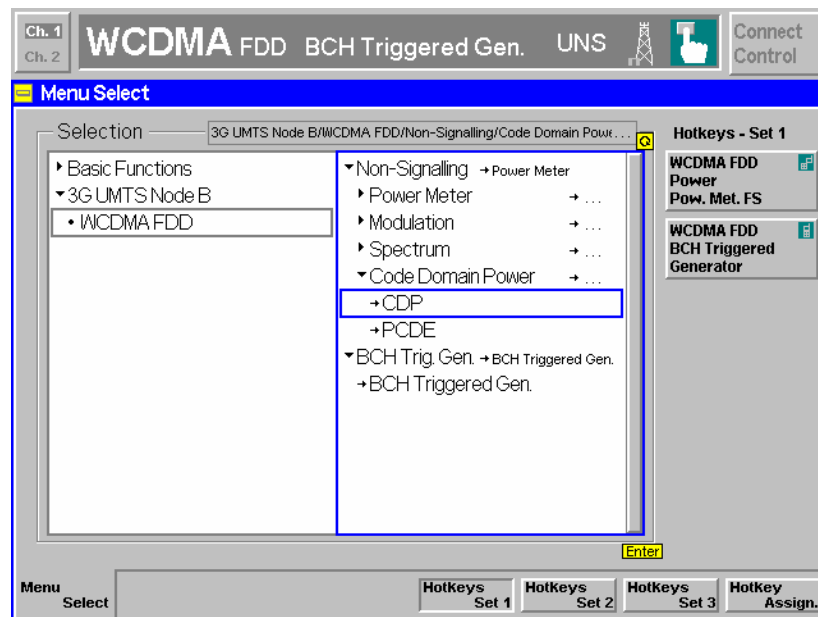 Ch. 1
Ch. 2
WCDMA FDD BCH Triggered Gen. UNS
Connect
Control
Menu Select
Selection
3G UMTS Node B/WCDMA FDD/Non-Signalling/Code Domain Powe...
Hotkeys - Set 1
Basic Functions
3G UMTS Node B
WCDMA FDD
Non-Signalling → Power Meter
Power Meter → ...
Modulation → ...
Spectrum → ...
Code Domain Power → ...
→CDP
→PCDE
BCH Trig. Gen. → BCH Triggered Gen.
→BCH Triggered Gen.
WCDMA FDD
Power
Pow. Met. FS
WCDMA FDD
BCH Triggered
Generator
Enter
Menu
Select
Hotkeys
Set 1
Hotkeys
Set 2
Hotkeys
Set 3
Hotkey
Assign.